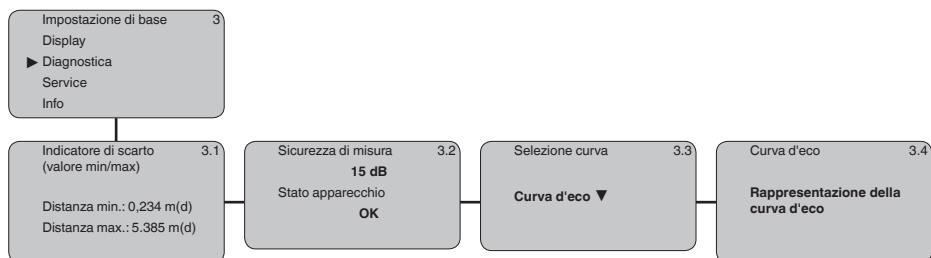 Impostazione di base 3
Display
▶ Diagnostica
Service
Info
Indicatore di scarto 3.1
(valore min/max)
Distanza min.: 0,234 m(d)
Distanza max.: 5.385 m(d)
Sicurezza di misura 3.2
15 dB
Stato apparecchio
OK
Selezione curva 3.3
Curva d'eco ▼
Curva d'eco 3.4
Rappresentazione della
curva d'eco